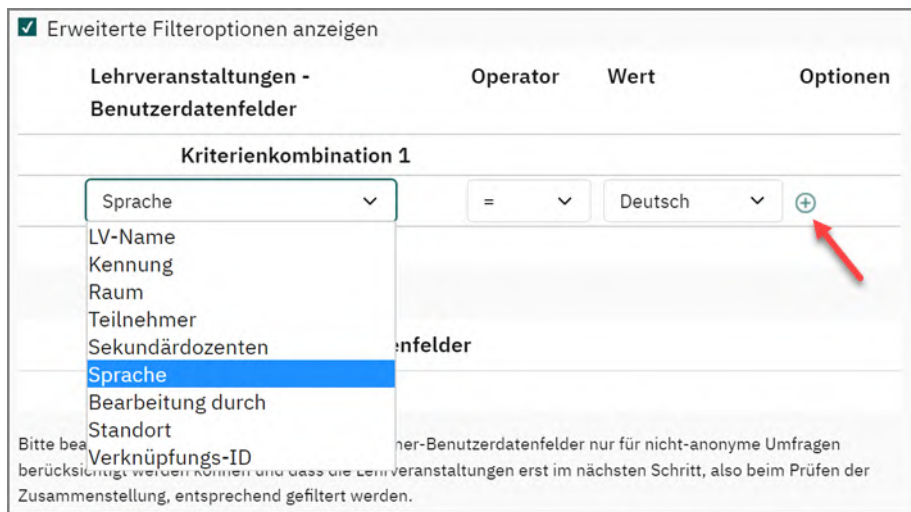 Erweiterte Filteroptionen anzeigen
Lehrveranstaltungen -
Benutzerdatenfelder
Operator
Wert
Optionen
Kriterienkombination 1
Sprache
=
Deutsch
LV-Name
Kennung
Raum
Teilnehmer
Sekundärdozenten
enfelder
Sprache
Bearbeitung durch
Standort
Verknüpfungs-ID
Bitte bea
mer-Benutzerdatenfelder nur für nicht-anonyme Umfragen
berücksichtigt werden können und dass die Lehrveranstaltungen erst im nächsten Schritt, also beim Prüfen der
Zusammenstellung, entsprechend gefiltert werden.